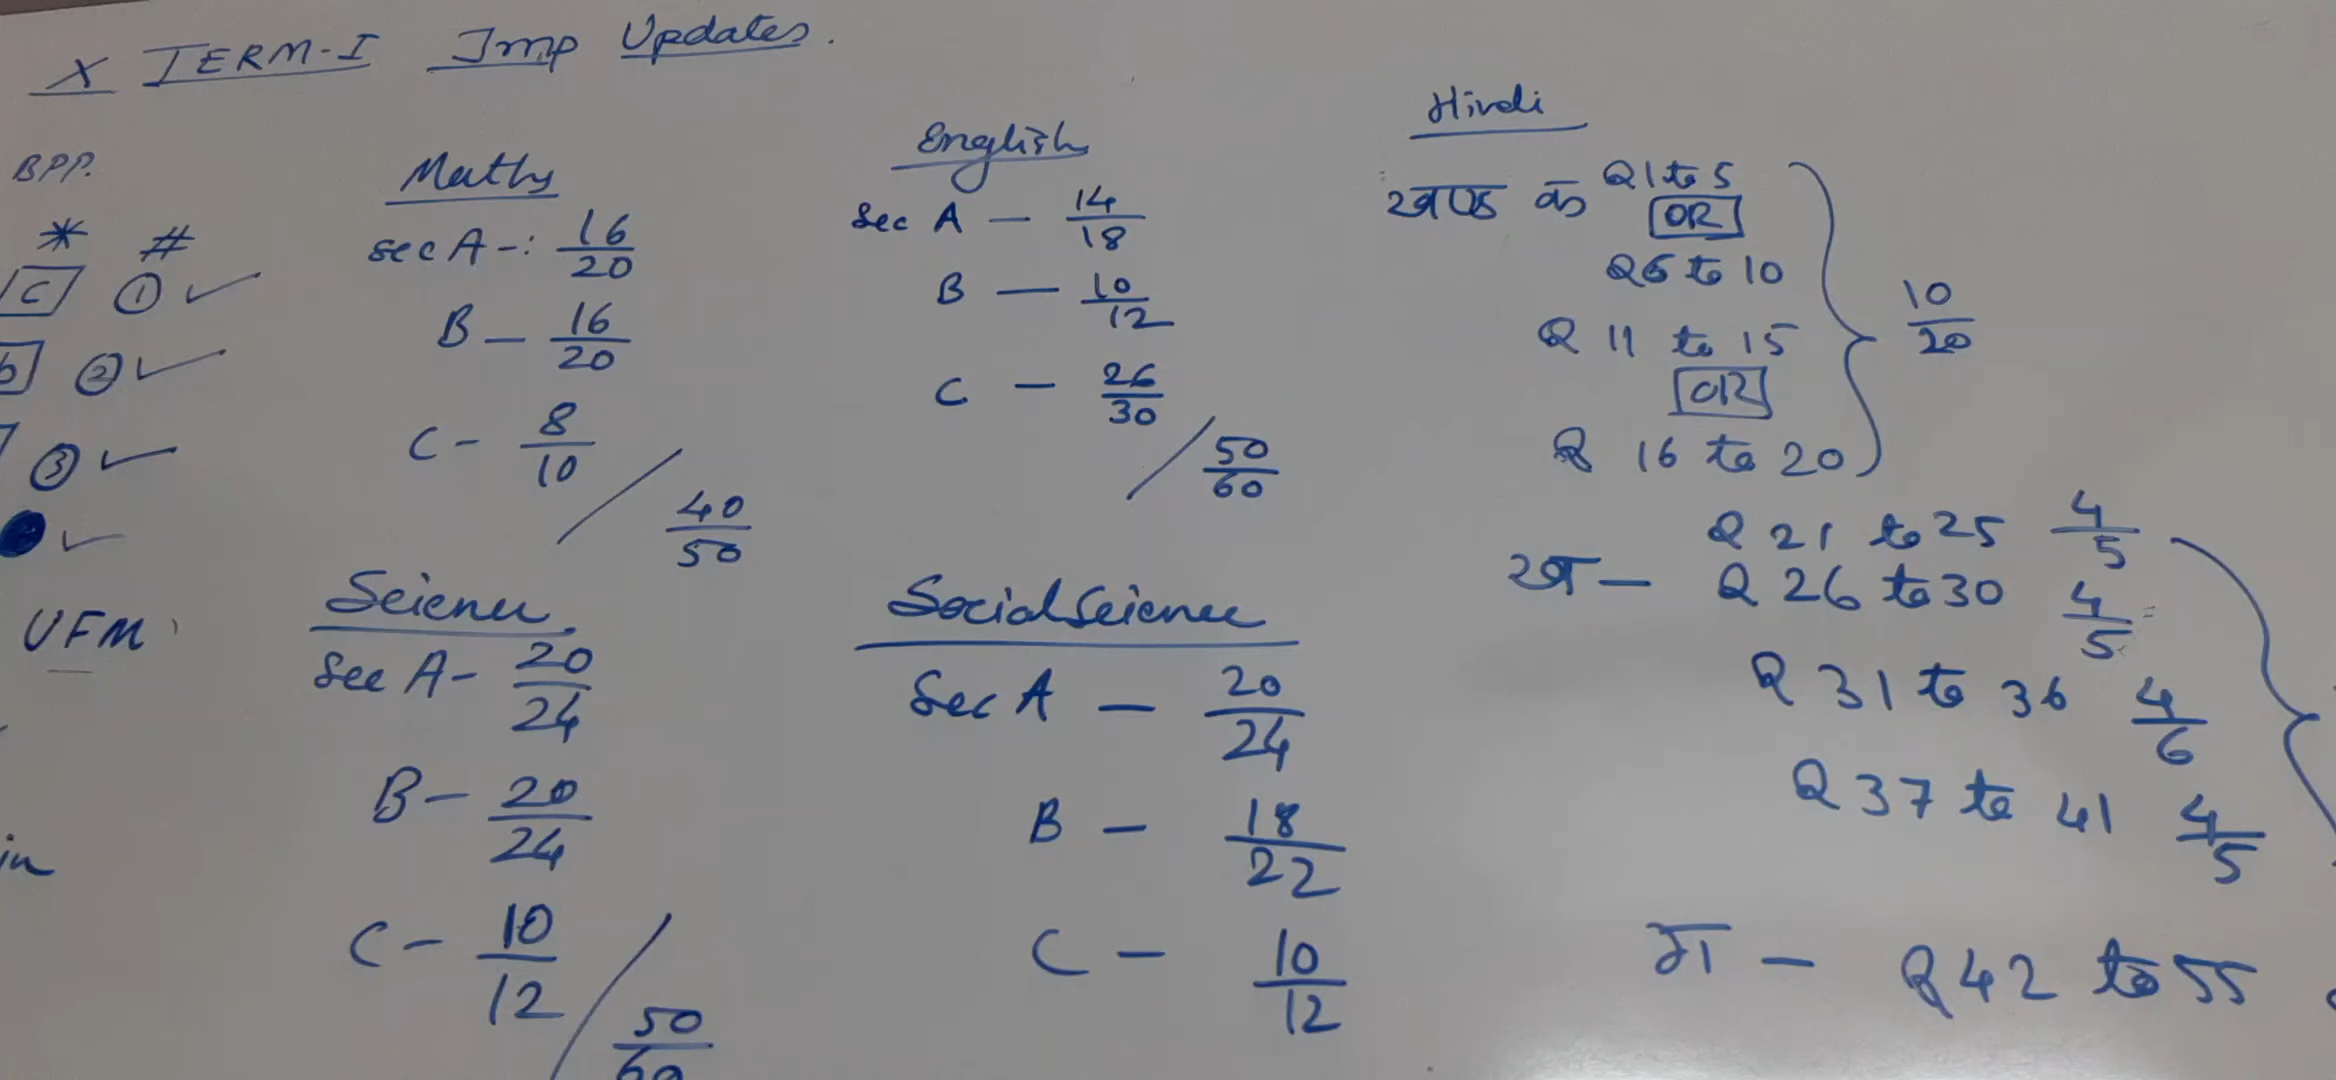 X TERM-I Imp Updates.
BPP.
* #
C ① ✓
b ② ✓
③ ✓
✓
UFM
in
Maths
Sec A -: 16/20
B - 16/20
C - 8/10
/ 40/50
English
Sec A - 14/18
B - 10/12
C - 26/30
/ 50/60
Hindi
खण्ड क Q1 to 5
OR
Q6 to 10
Q 11 to 15
OR
Q 16 to 20
10/20
ख - Q 21 to 25 4/5
Q 26 to 30 4/5
Q 31 to 36 4/6
Q 37 to 41 4/5
ग - Q 42 to 55
Science
Sec A - 20/24
B - 20/24
C - 10/12
/ 50/60
Social Science
Sec A - 20/24
B - 18/22
C - 10/12